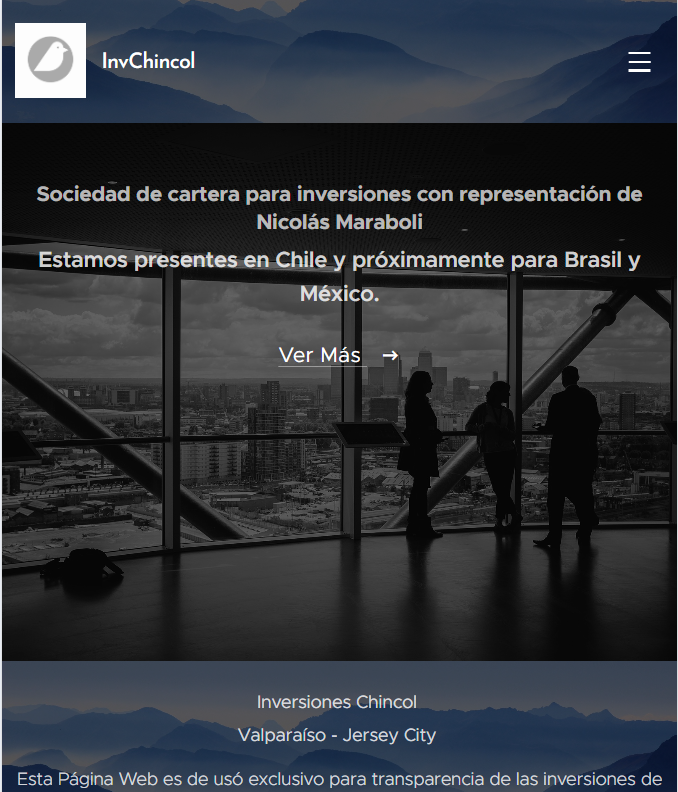 InvChincol
Sociedad de cartera para inversiones con representación de
Nicolás Maraboli
Estamos presentes en Chile y próximamente para Brasil y
México.
Ver Más →
Inversiones Chincol
Valparaíso - Jersey City
Esta Página Web es de usó exclusivo para transparencia de las inversiones de